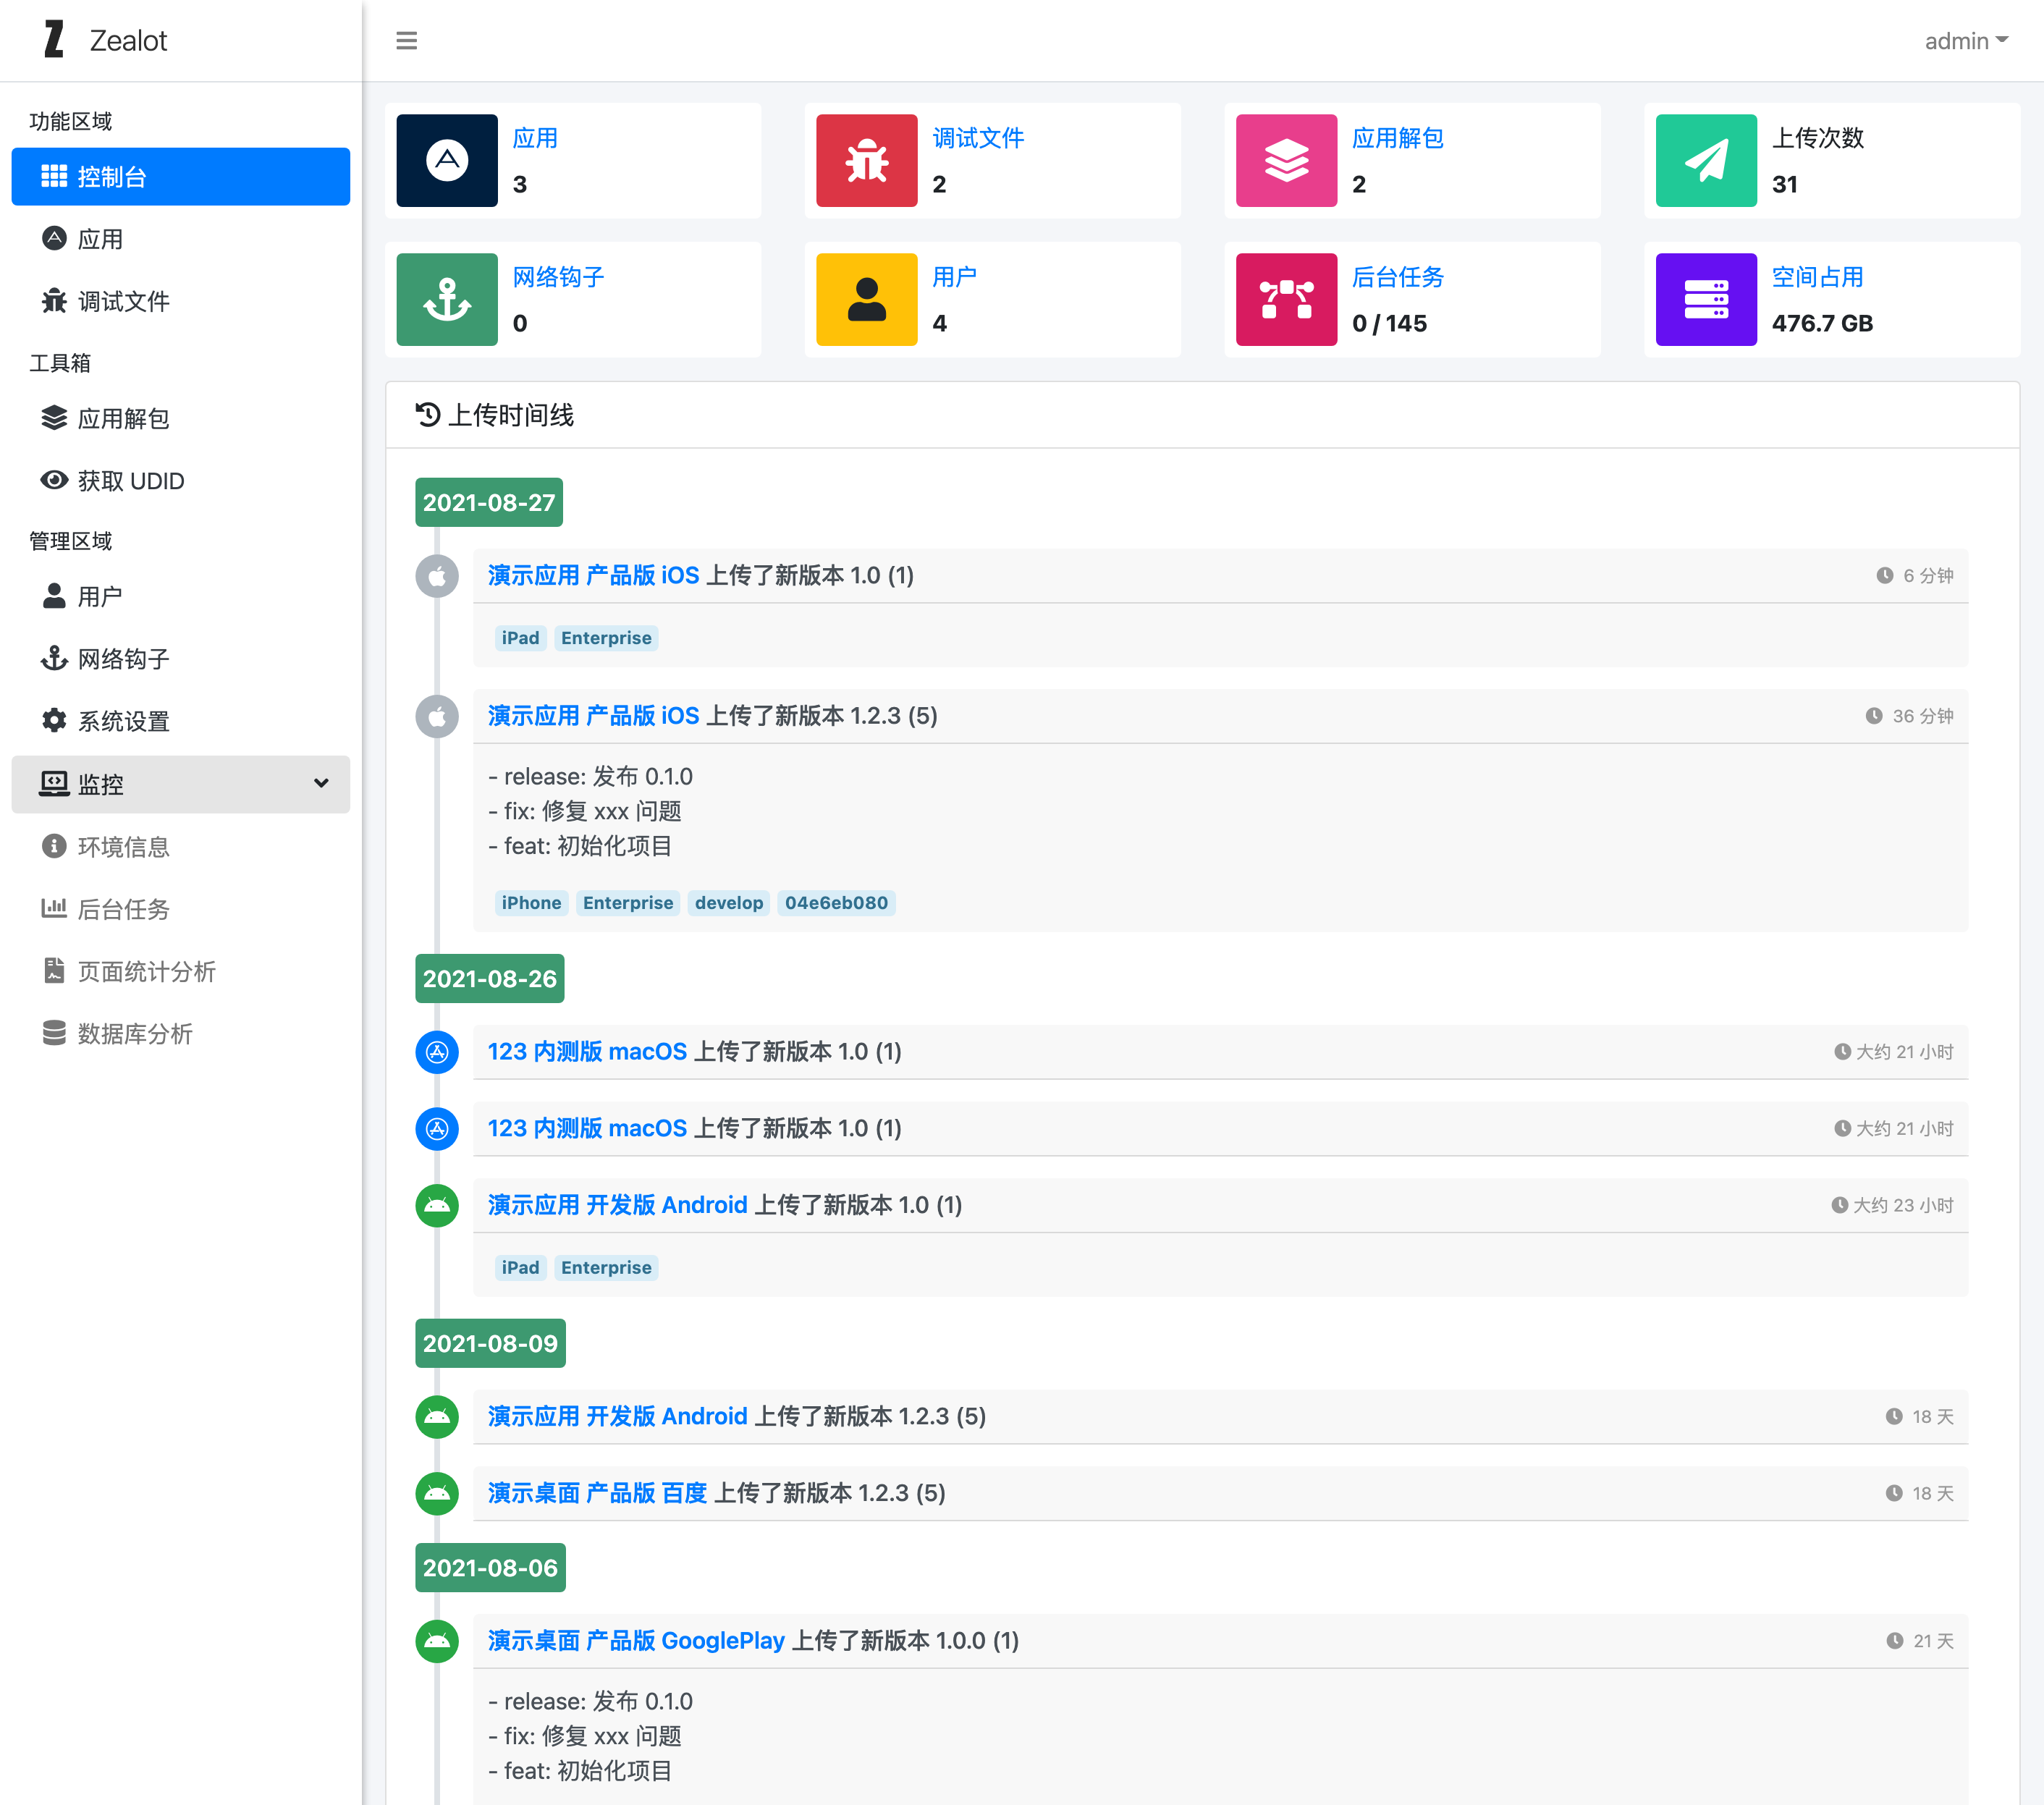 Zealot
admin
功能区域
控制台
应用
调试文件
工具箱
应用解包
获取 UDID
管理区域
用户
网络钩子
系统设置
监控
环境信息
后台任务
页面统计分析
数据库分析
应用
3
调试文件
2
应用解包
2
上传次数
31
网络钩子
0
用户
4
后台任务
0 / 145
空间占用
476.7 GB
上传时间线
2021-08-27
演示应用 产品版 iOS 上传了新版本 1.0 (1)
6 分钟
iPad Enterprise
演示应用 产品版 iOS 上传了新版本 1.2.3 (5)
36 分钟
- release: 发布 0.1.0
- fix: 修复 xxx 问题
- feat: 初始化项目
iPhone Enterprise develop 04e6eb080
2021-08-26
123 内测版 macOS 上传了新版本 1.0 (1)
大约 21 小时
123 内测版 macOS 上传了新版本 1.0 (1)
大约 21 小时
演示应用 开发版 Android 上传了新版本 1.0 (1)
大约 23 小时
iPad Enterprise
2021-08-09
演示应用 开发版 Android 上传了新版本 1.2.3 (5)
18 天
演示桌面 产品版 百度 上传了新版本 1.2.3 (5)
18 天
2021-08-06
演示桌面 产品版 GooglePlay 上传了新版本 1.0.0 (1)
21 天
- release: 发布 0.1.0
- fix: 修复 xxx 问题
- feat: 初始化项目